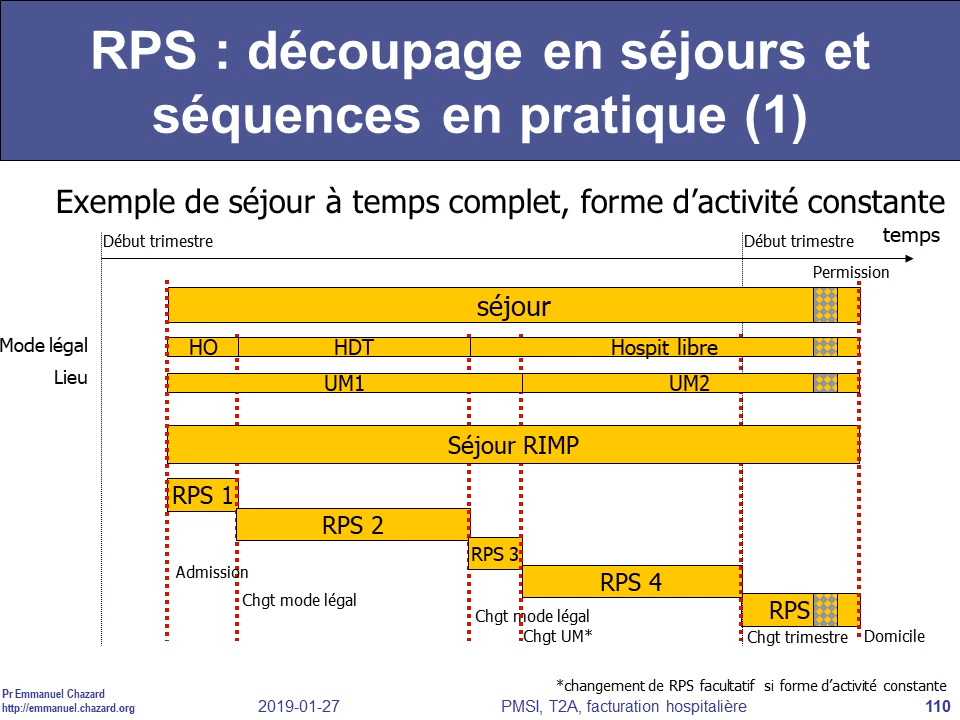 RPS : découpage en séjours et
séquences en pratique (1)
Exemple de séjour à temps complet, forme d’activité constante
Début trimestre
Début trimestre
temps
Permission
séjour
Mode légal
HO
HDT
Hospit libre
Lieu
UM1
UM2
Séjour RIMP
RPS 1
RPS 2
RPS 3
RPS 4
RPS
Admission
Chgt mode légal
Chgt mode légal
Chgt UM*
Chgt trimestre
Domicile
*changement de RPS facultatif si forme d’activité constante
Pr Emmanuel Chazard
http://emmanuel.chazard.org
2019-01-27
PMSI, T2A, facturation hospitalière
110